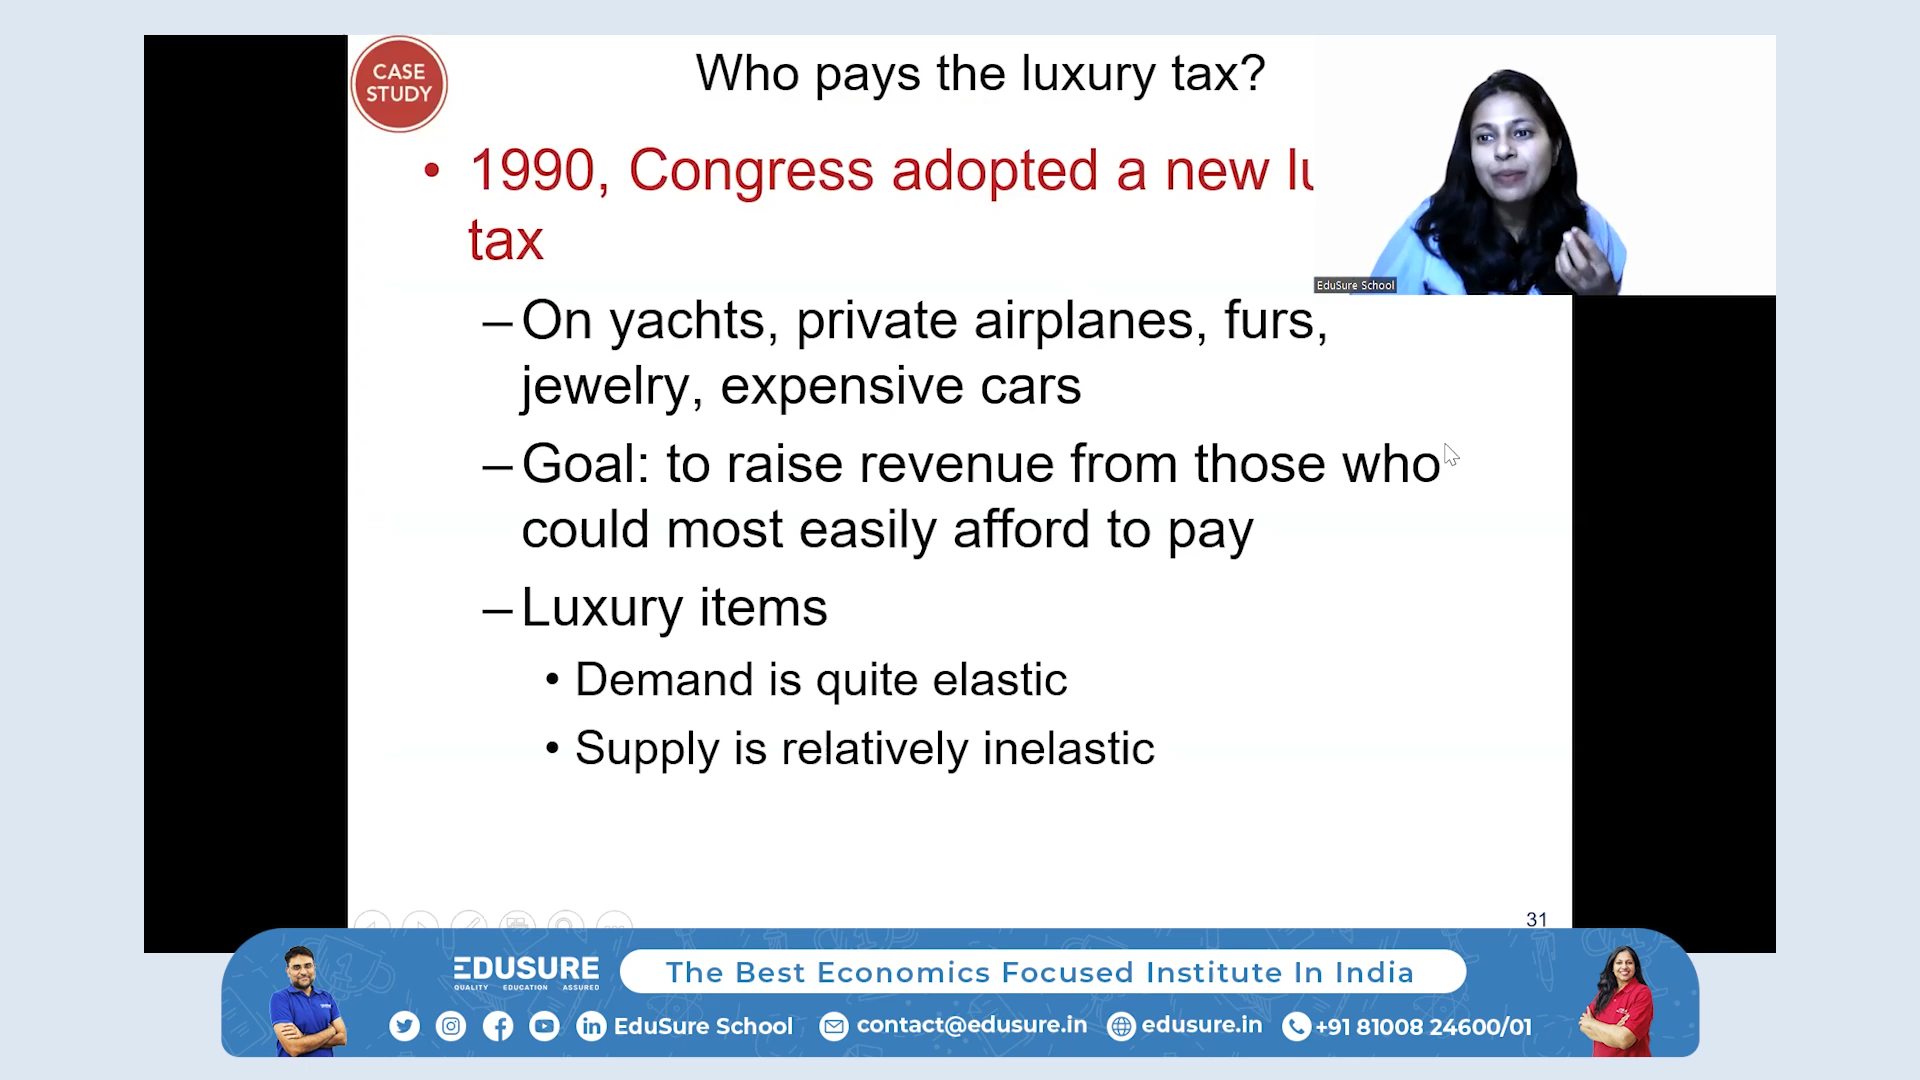 CASE
STUDY
Who pays the luxury tax?
• 1990, Congress adopted a new lu
tax
– On yachts, private airplanes, furs,
jewelry, expensive cars
– Goal: to raise revenue from those who
could most easily afford to pay
– Luxury items
• Demand is quite elastic
• Supply is relatively inelastic
EduSure School
31
EDUSURE
QUALITY EDUCATION ASSURED
The Best Economics Focused Institute In India
EduSure School contact@edusure.in edusure.in +91 81008 24600/01